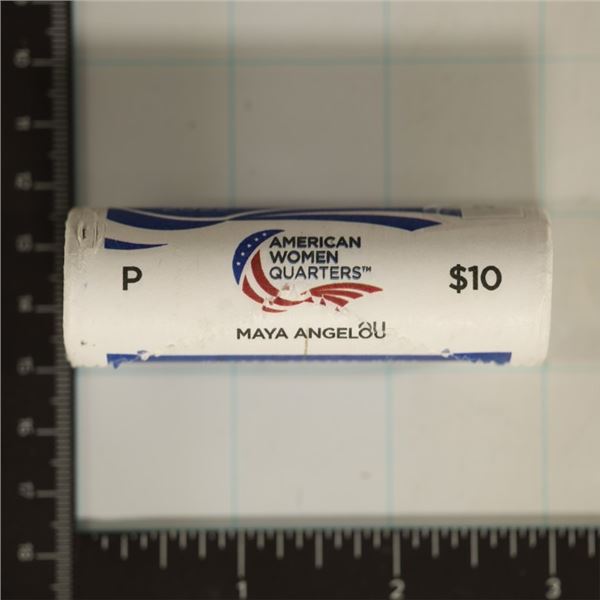 AMERICAN
WOMEN
QUARTERS™
P
$10
MAYA ANGELOU
1
2
3